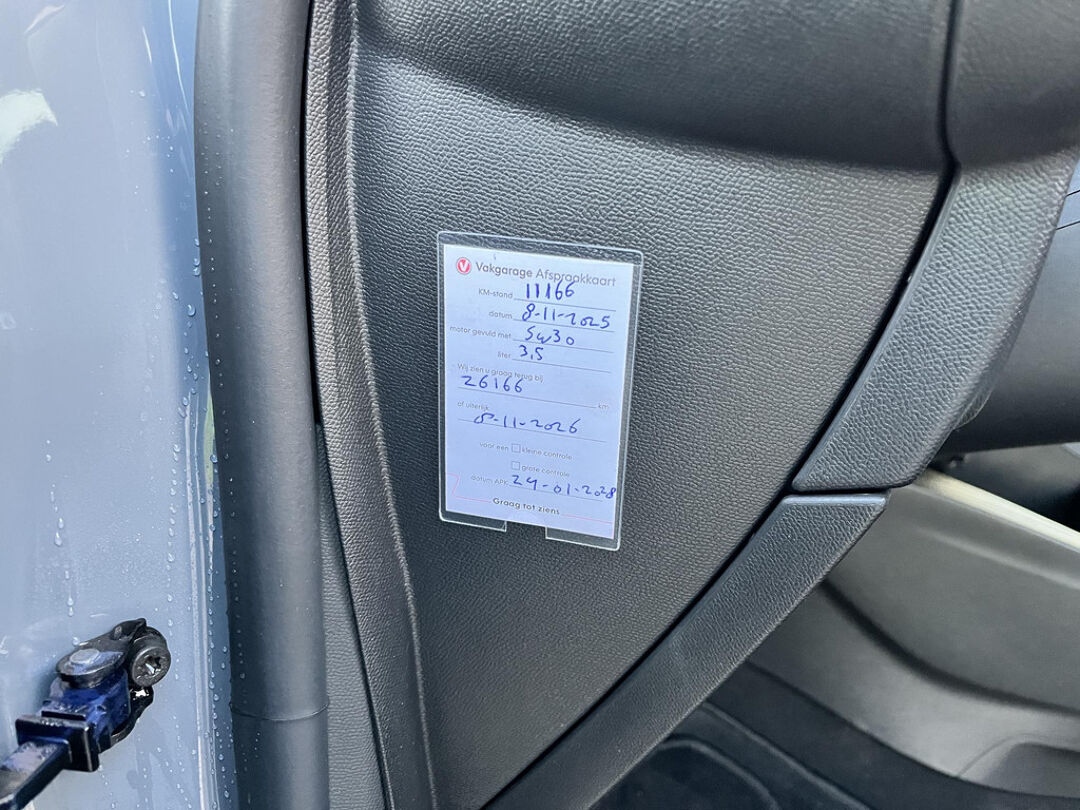 Vakgarage Afspraakkaart
KM-stand 11166
datum 8-11-2025
motor gevuld met 5w30
liter 3,5
Wij zien u graag terug bij
26166 km
of uiterlijk
8-11-2026
voor een kleine controle
grote controle
datum APK 24-01-2028
Graag tot ziens